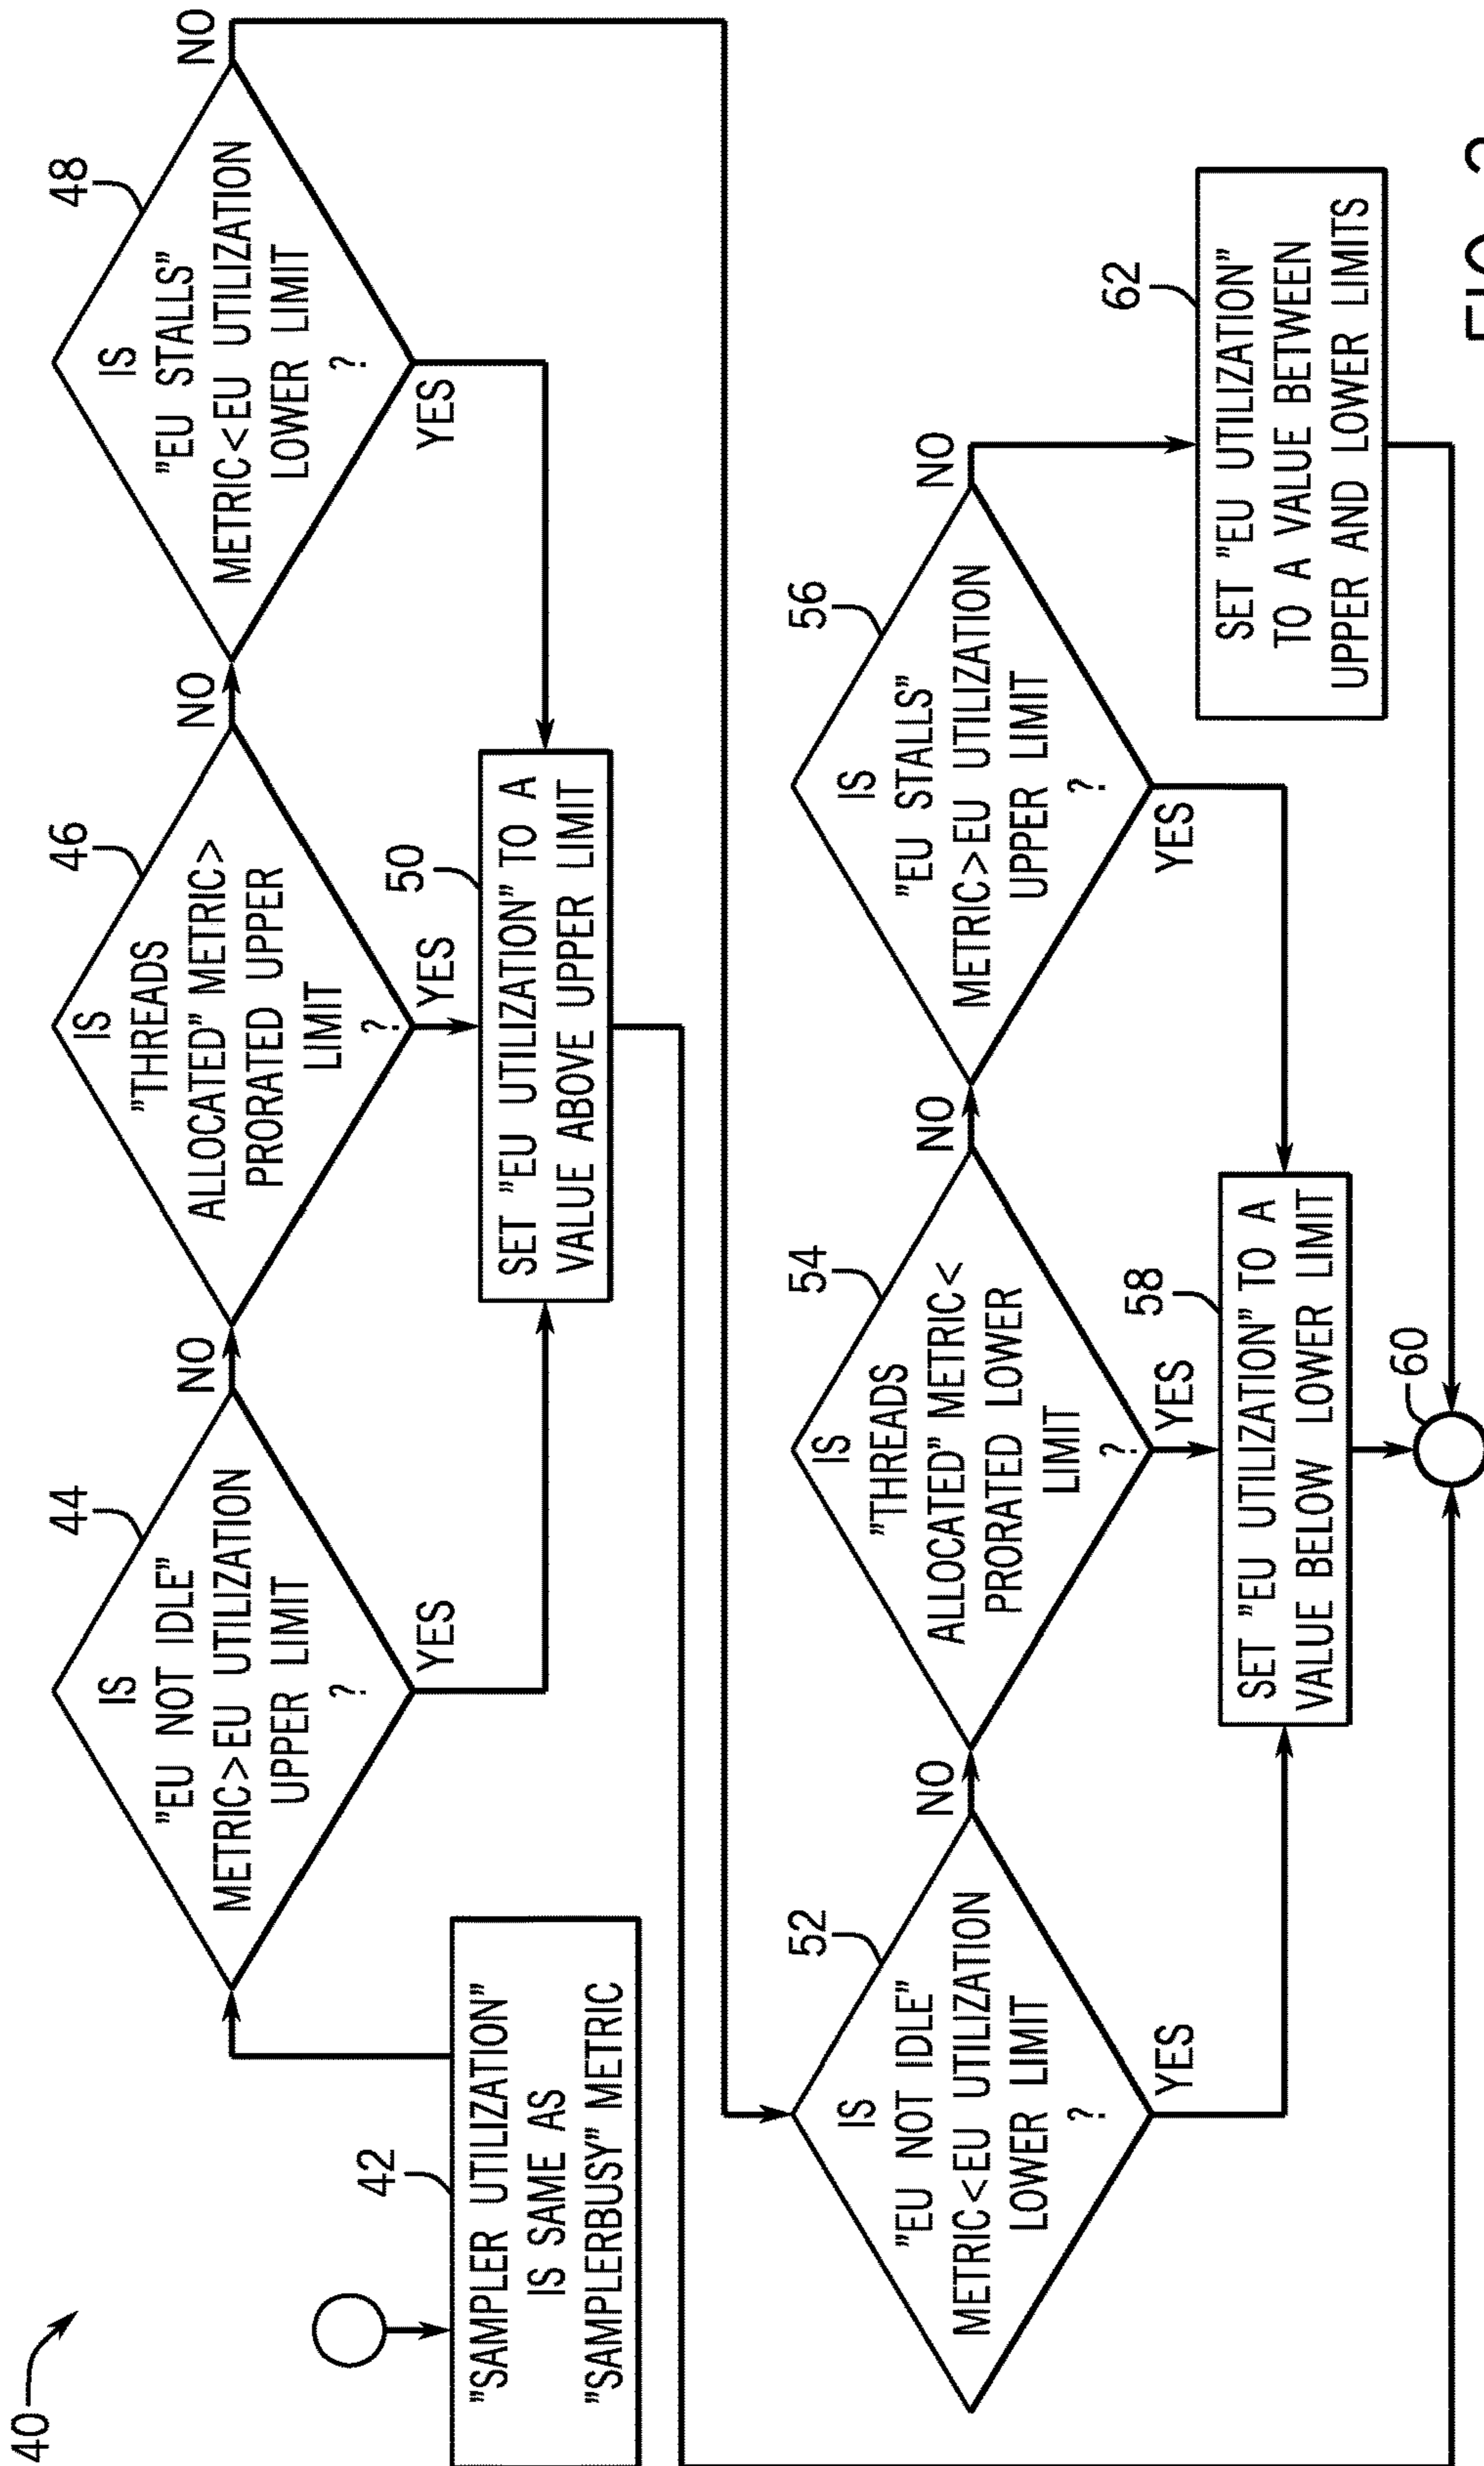 40
42
"SAMPLER UTILIZATION"
IS SAME AS
"SAMPLERBUSY" METRIC
44
IS
"EU NOT IDLE"
METRIC>EU UTILIZATION
UPPER LIMIT
?
NO
YES
46
IS
"THREADS
ALLOCATED" METRIC>
PRORATED UPPER
LIMIT
?
NO
YES
48
IS
"EU STALLS"
METRIC<EU UTILIZATION
LOWER LIMIT
?
NO
YES
50
SET "EU UTILIZATION" TO A
VALUE ABOVE UPPER LIMIT
52
IS
"EU NOT IDLE"
METRIC<EU UTILIZATION
LOWER LIMIT
?
NO
YES
54
IS
"THREADS
ALLOCATED" METRIC<
PRORATED LOWER
LIMIT
?
NO
YES
56
IS
"EU STALLS"
METRIC>EU UTILIZATION
UPPER LIMIT
?
NO
YES
58
SET "EU UTILIZATION" TO A
VALUE BELOW LOWER LIMIT
62
SET "EU UTILIZATION"
TO A VALUE BETWEEN
UPPER AND LOWER LIMITS
60